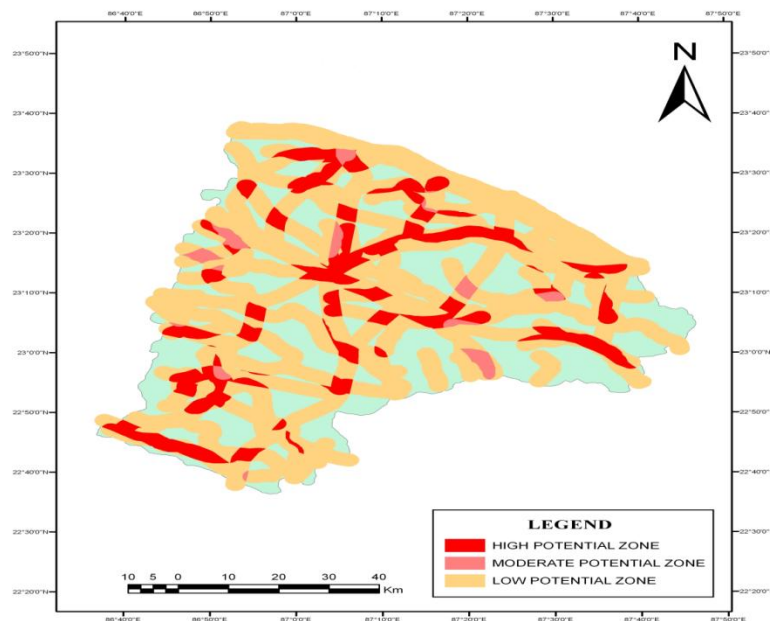 86°40'0"E 86°50'0"E 87°0'0"E 87°10'0"E 87°20'0"E 87°30'0"E 87°40'0"E 87°50'0"E
N
23°50'0"N 23°50'0"N
23°40'0"N 23°40'0"N
23°30'0"N 23°30'0"N
23°20'0"N 23°20'0"N
23°10'0"N 23°10'0"N
23°0'0"N 23°0'0"N
22°50'0"N 22°50'0"N
22°40'0"N 22°40'0"N
22°30'0"N 22°30'0"N
22°20'0"N 22°20'0"N
LEGEND
HIGH POTENTIAL ZONE
MODERATE POTENTIAL ZONE
LOW POTENTIAL ZONE
10 5 0 10 20 30 40
Km
86°40'0"E 86°50'0"E 87°0'0"E 87°10'0"E 87°20'0"E 87°30'0"E 87°40'0"E 87°50'0"E